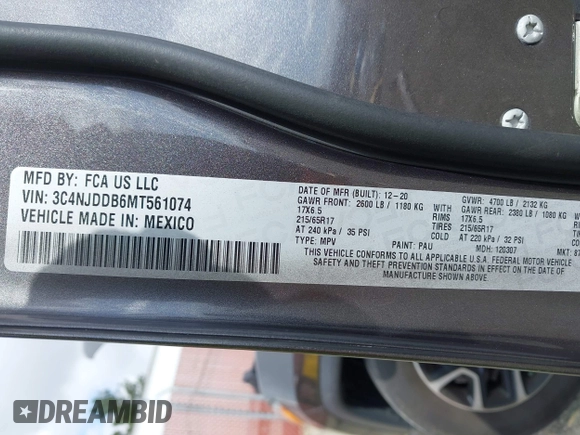 MFD BY: FCA US LLC
VIN: 3C4NJDDB6MT561074
VEHICLE MADE IN: MEXICO
DATE OF MFR (BUILT): 12-20 GVWR: 4700 LB / 2132 KG
GAWR FRONT: 2600 LB / 1180 KG WITH GAWR REAR: 2380 LB / 1080 KG
17X6.5 RIMS 17X6.5
215/65R17 TIRES 215/65R17
AT 240 kPa / 35 PSI COLD AT 220 kPa / 32 PSI
TYPE: MPV PAINT: PAU MDH: 120307 MKT:
THIS VEHICLE CONFORMS TO ALL APPLICABLE U.S.A. FEDERAL MOTOR VEHICLE
SAFETY AND THEFT PREVENTION STANDARDS IN EFFECT ON THE DATE OF
MANUFACTURE SHOWN ABOVE.
DREAMBID